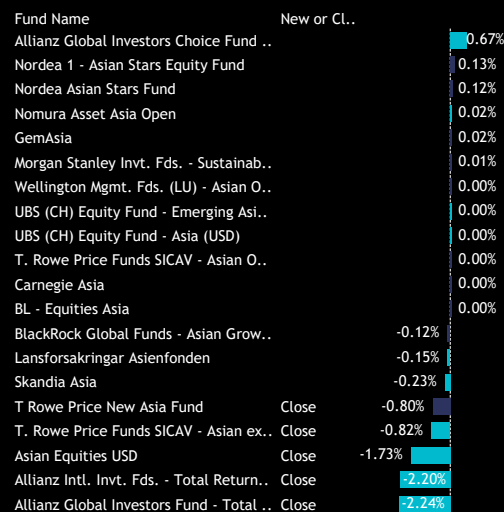 Fund Name New or Cl..
Allianz Global Investors Choice Fund .. 0.67%
Nordea 1 - Asian Stars Equity Fund 0.13%
Nordea Asian Stars Fund 0.12%
Nomura Asset Asia Open 0.02%
GemAsia 0.02%
Morgan Stanley Invt. Fds. - Sustainab.. 0.01%
Wellington Mgmt. Fds. (LU) - Asian O.. 0.00%
UBS (CH) Equity Fund - Emerging Asi.. 0.00%
UBS (CH) Equity Fund - Asia (USD) 0.00%
T. Rowe Price Funds SICAV - Asian O.. 0.00%
Carnegie Asia 0.00%
BL - Equities Asia 0.00%
BlackRock Global Funds - Asian Grow.. -0.12%
Lansforsakringar Asienfonden -0.15%
Skandia Asia -0.23%
T Rowe Price New Asia Fund Close -0.80%
T. Rowe Price Funds SICAV - Asian ex.. Close -0.82%
Asian Equities USD Close -1.73%
Allianz Intl. Invt. Fds. - Total Return.. Close -2.20%
Allianz Global Investors Fund - Total .. Close -2.24%